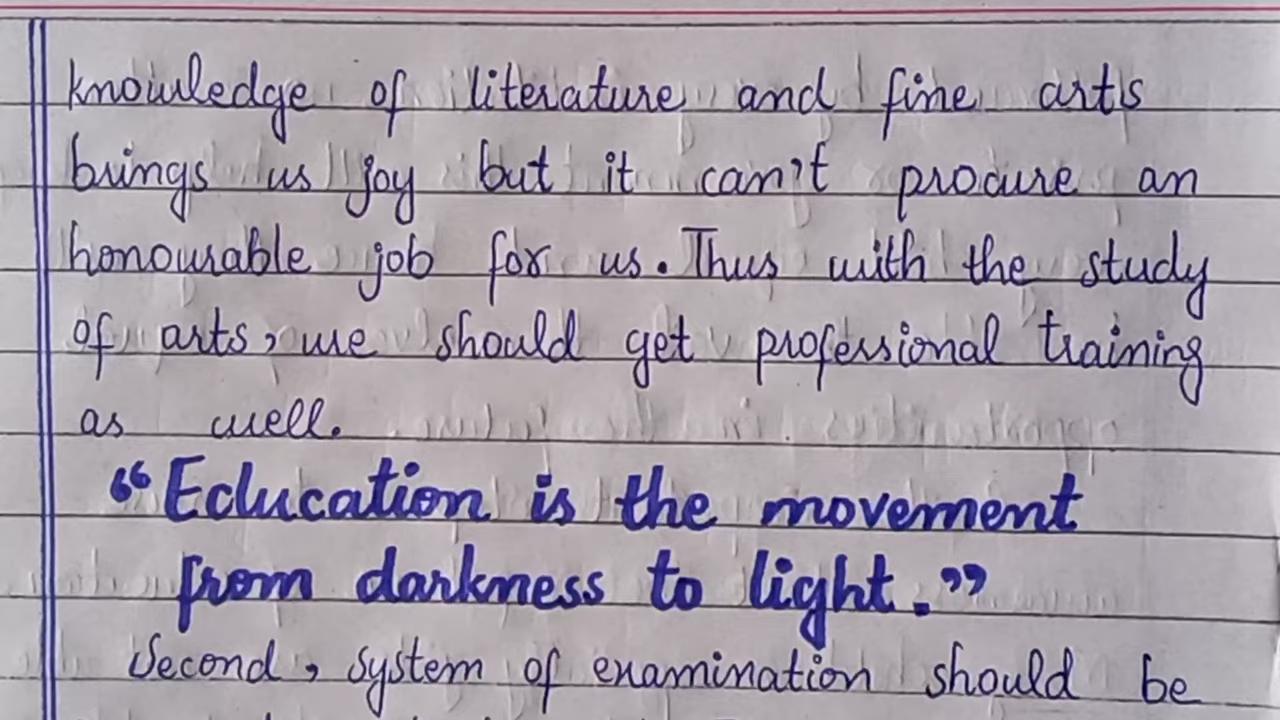 knowledge of literature and fine arts
brings us joy but it can't procure an
honourable job for us. Thus with the study
of arts, we should get professional training
as well.
“Education is the movement
from darkness to light.”
Second, system of examination should be